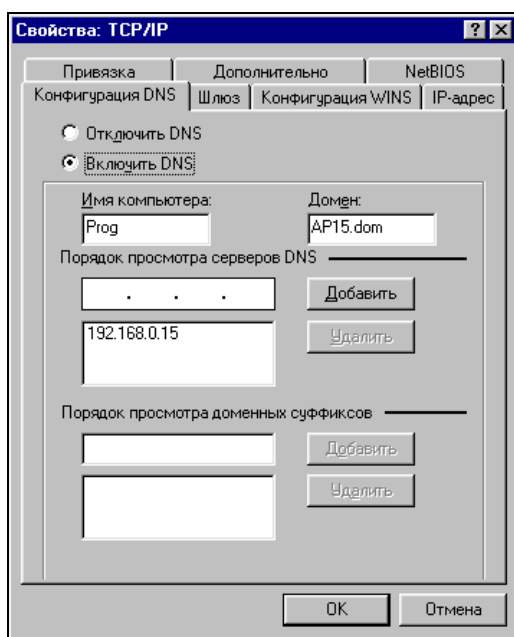 Свойства: TCP/IP
Привязка Дополнительно NetBIOS
Конфигурация DNS Шлюз Конфигурация WINS IP-адрес
Отключить DNS
Включить DNS
Имя компьютера: Домен:
Prog AP15.dom
Порядок просмотра серверов DNS
. . . Добавить
192.168.0.15 Удалить
Порядок просмотра доменных суффиксов
Добавить
Удалить
OK Отмена